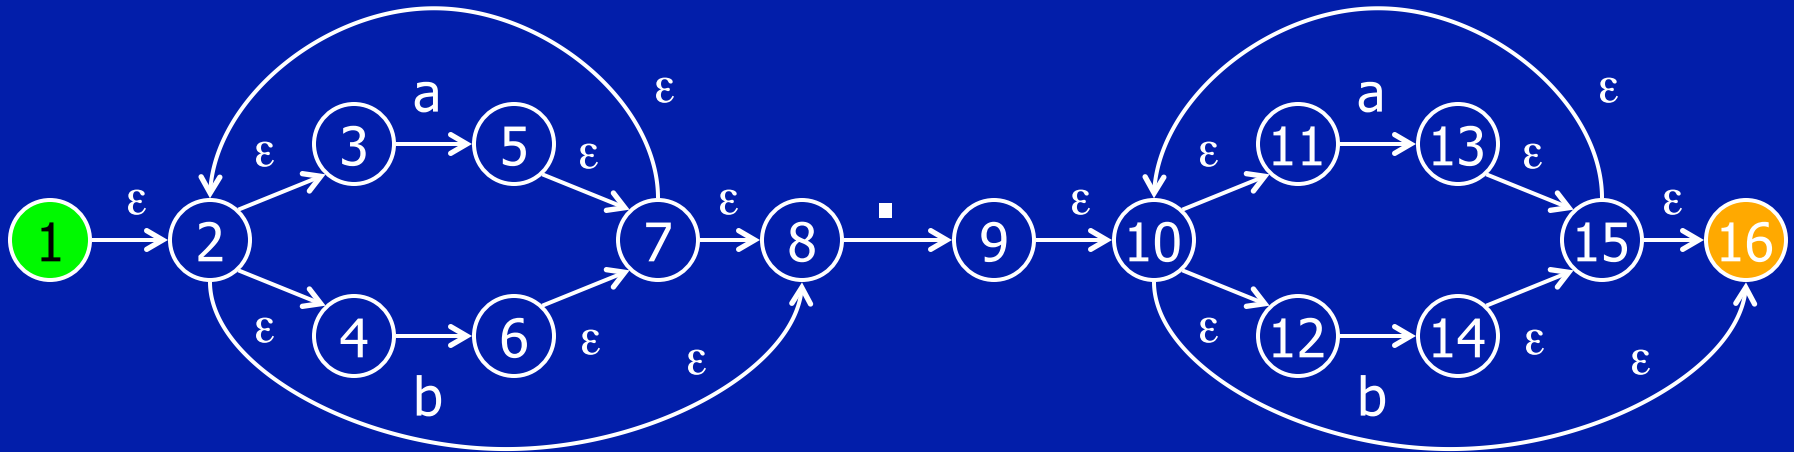 ε ε
a a
ε 3 5 ε ε 11 13 ε
ε ε ε ε
1 2 7 8 . 9 10 15 16
ε 4 6 ε ε 12 14 ε
ε ε
b b